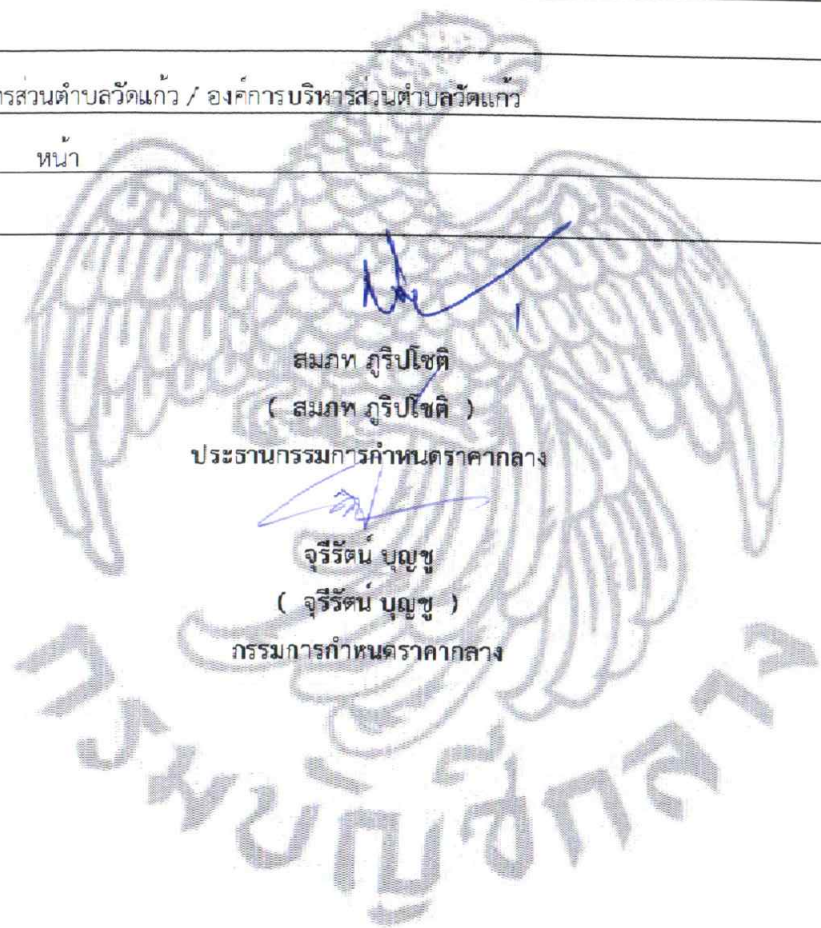 รส่วนตำบลวัดแก้ว / องค์การบริหารส่วนตำบลวัดแก้ว
หน้า
สมภท ภูริปโชติ
( สมภท ภูริปโชติ )
ประธานกรรมการกำหนดราคากลาง
จุรีรัตน์ บุญชู
( จุรีรัตน์ บุญชู )
กรรมการกำหนดราคากลาง
กรมบัญชีกลาง